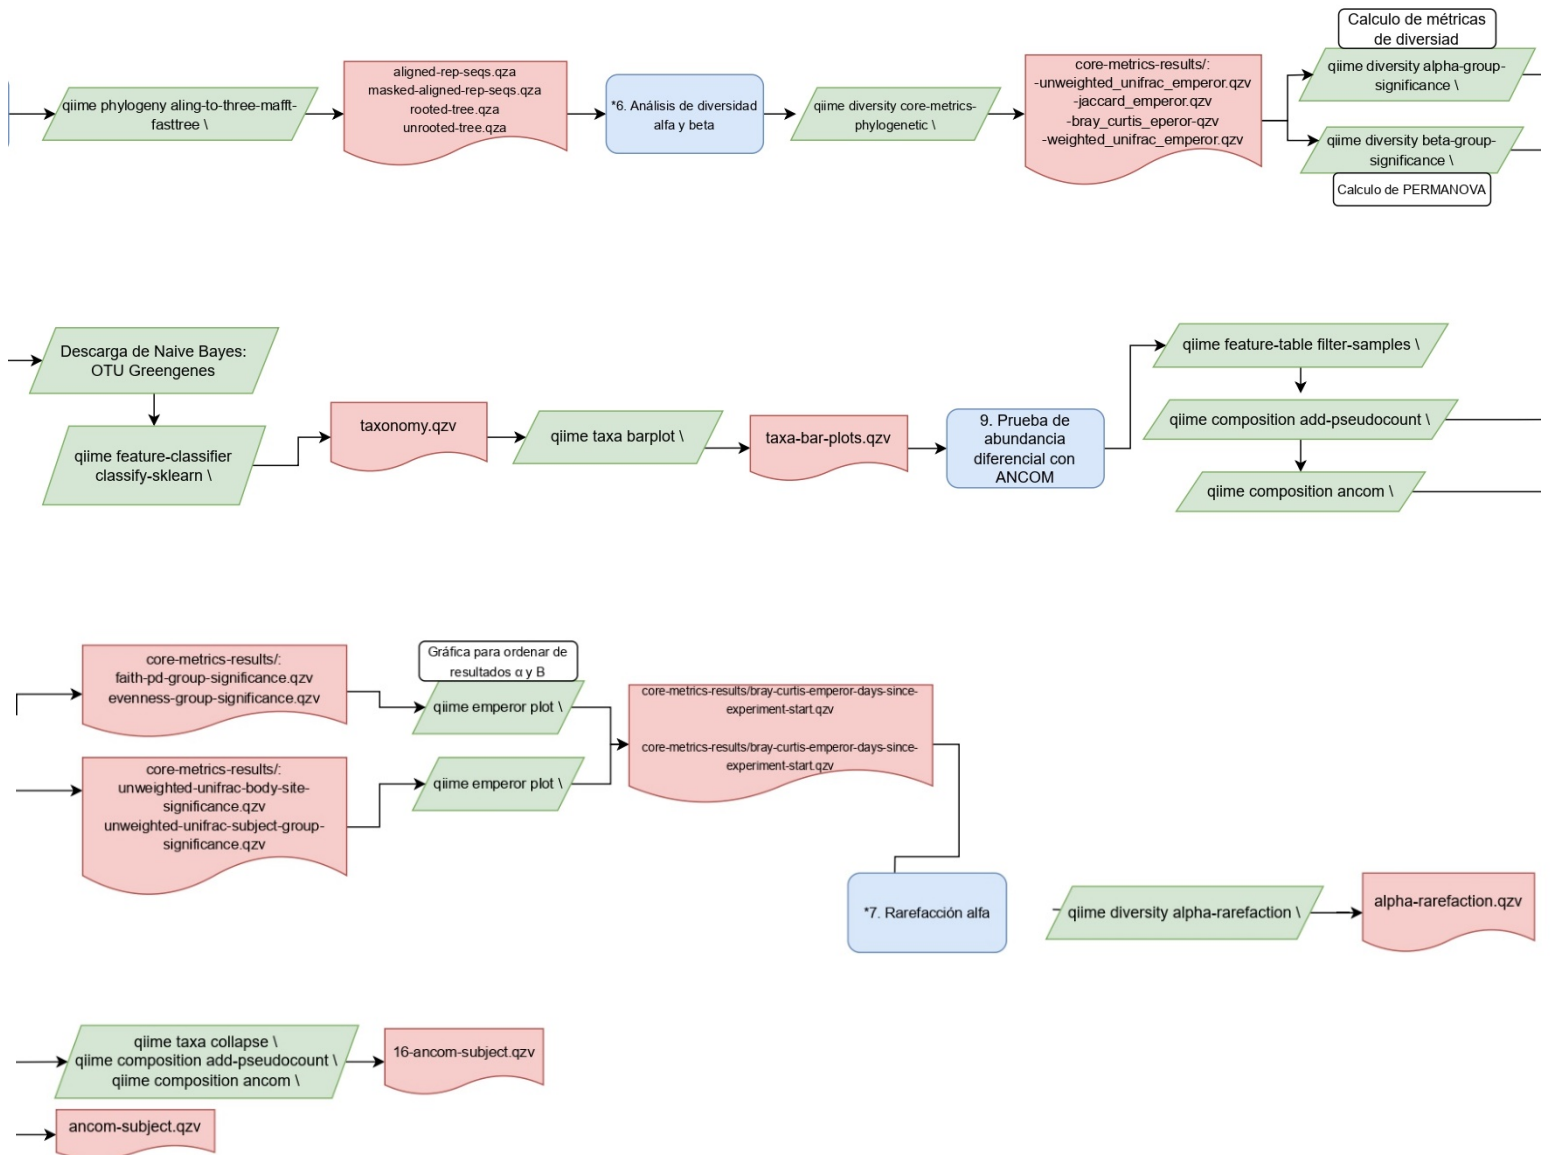 qiime phylogeny aling-to-three-mafft-
fasttree \
aligned-rep-seqs.qza
masked-aligned-rep-seqs.qza
rooted-tree.qza
unrooted-tree.qza
*6. Análisis de diversidad
alfa y beta
qiime diversity core-metrics-
phylogenetic \
core-metrics-results/:
-unweighted_unifrac_emperor.qzv
-jaccard_emperor.qzv
-bray_curtis_eperor-qzv
-weighted_unifrac_emperor.qzv
Calculo de métricas
de diversiad
qiime diversity alpha-group-
significance \
qiime diversity beta-group-
significance \
Calculo de PERMANOVA
Descarga de Naive Bayes:
OTU Greengenes
qiime feature-classifier
classify-sklearn \
taxonomy.qzv
qiime taxa barplot \
taxa-bar-plots.qzv
9. Prueba de
abundancia
diferencial con
ANCOM
qiime feature-table filter-samples \
qiime composition add-pseudocount \
qiime composition ancom \
core-metrics-results/:
faith-pd-group-significance.qzv
evenness-group-significance.qzv
Gráfica para ordenar de
resultados α y B
qiime emperor plot \
core-metrics-results/:
unweighted-unifrac-body-site-
significance.qzv
unweighted-unifrac-subject-group-
significance.qzv
qiime emperor plot \
core-metrics-results/bray-curtis-emperor-days-since-
experiment-start.qzv
core-metrics-results/bray-curtis-emperor-days-since-
experiment-start.qzv
*7. Rarefacción alfa
qiime diversity alpha-rarefaction \
alpha-rarefaction.qzv
qiime taxa collapse \
qiime composition add-pseudocount \
qiime composition ancom \
16-ancom-subject.qzv
ancom-subject.qzv